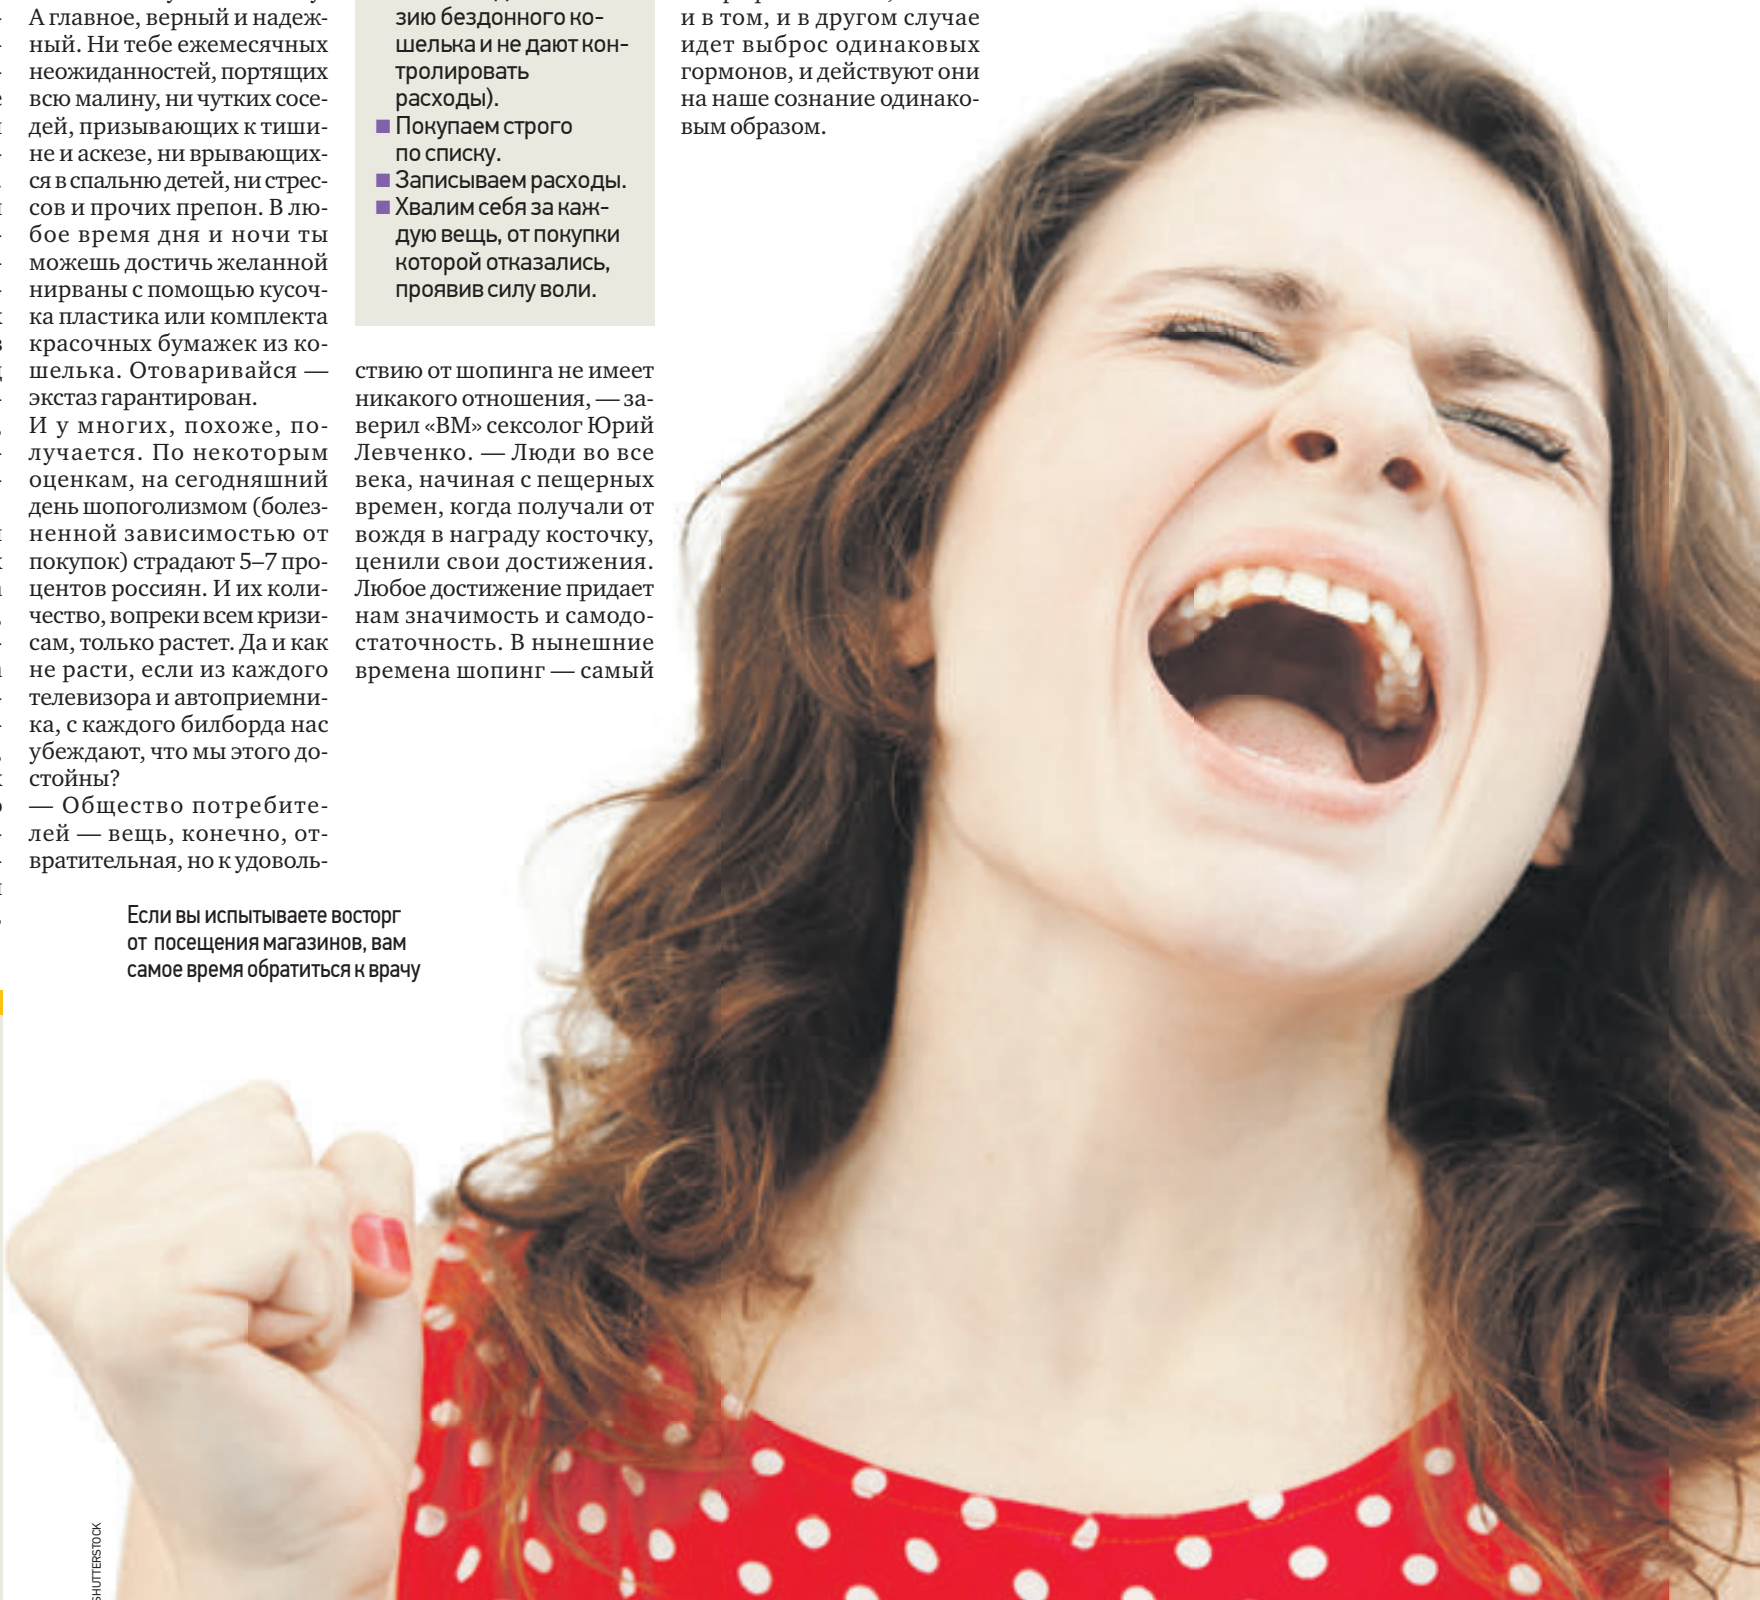 А главное, верный и надеж-
ный. Ни тебе ежемесячных
неожиданностей, портящих
всю малину, ни чутких сосе-
дей, призывающих к тиши-
не и аскезе, ни врывающих-
ся в спальню детей, ни стрес-
сов и прочих препон. В лю-
бое время дня и ночи ты
можешь достичь желанной
нирваны с помощью кусоч-
ка пластика или комплекта
красочных бумажек из ко-
шелька. Отоваривайся —
экстаз гарантирован.
И у многих, похоже, по-
лучается. По некоторым
оценкам, на сегодняшний
день шопоголизмом (болез-
ненной зависимостью от
покупок) страдают 5–7 про-
центов россиян. И их коли-
чество, вопреки всем кризи-
сам, только растет. Да и как
не расти, если из каждого
телевизора и автоприемни-
ка, с каждого билборда нас
убеждают, что мы этого до-
стойны?
— Общество потребите-
лей — вещь, конечно, от-
вратительная, но к удоволь-
зию бездонного ко-
шелька и не дают кон-
тролировать
расходы).
■ Покупаем строго
по списку.
■ Записываем расходы.
■ Хвалим себя за каж-
дую вещь, от покупки
которой отказались,
проявив силу воли.
ствию от шопинга не имеет
никакого отношения, — за-
верил «ВМ» сексолог Юрий
Левченко. — Люди во все
века, начиная с пещерных
времен, когда получали от
вождя в награду косточку,
ценили свои достижения.
Любое достижение придает
нам значимость и самодо-
статочность. В нынешние
времена шопинг — самый
и в том, и в другом случае
идет выброс одинаковых
гормонов, и действуют они
на наше сознание одинако-
вым образом.
Если вы испытываете восторг
от посещения магазинов, вам
самое время обратиться к врачу
SHUTTERSTOCK